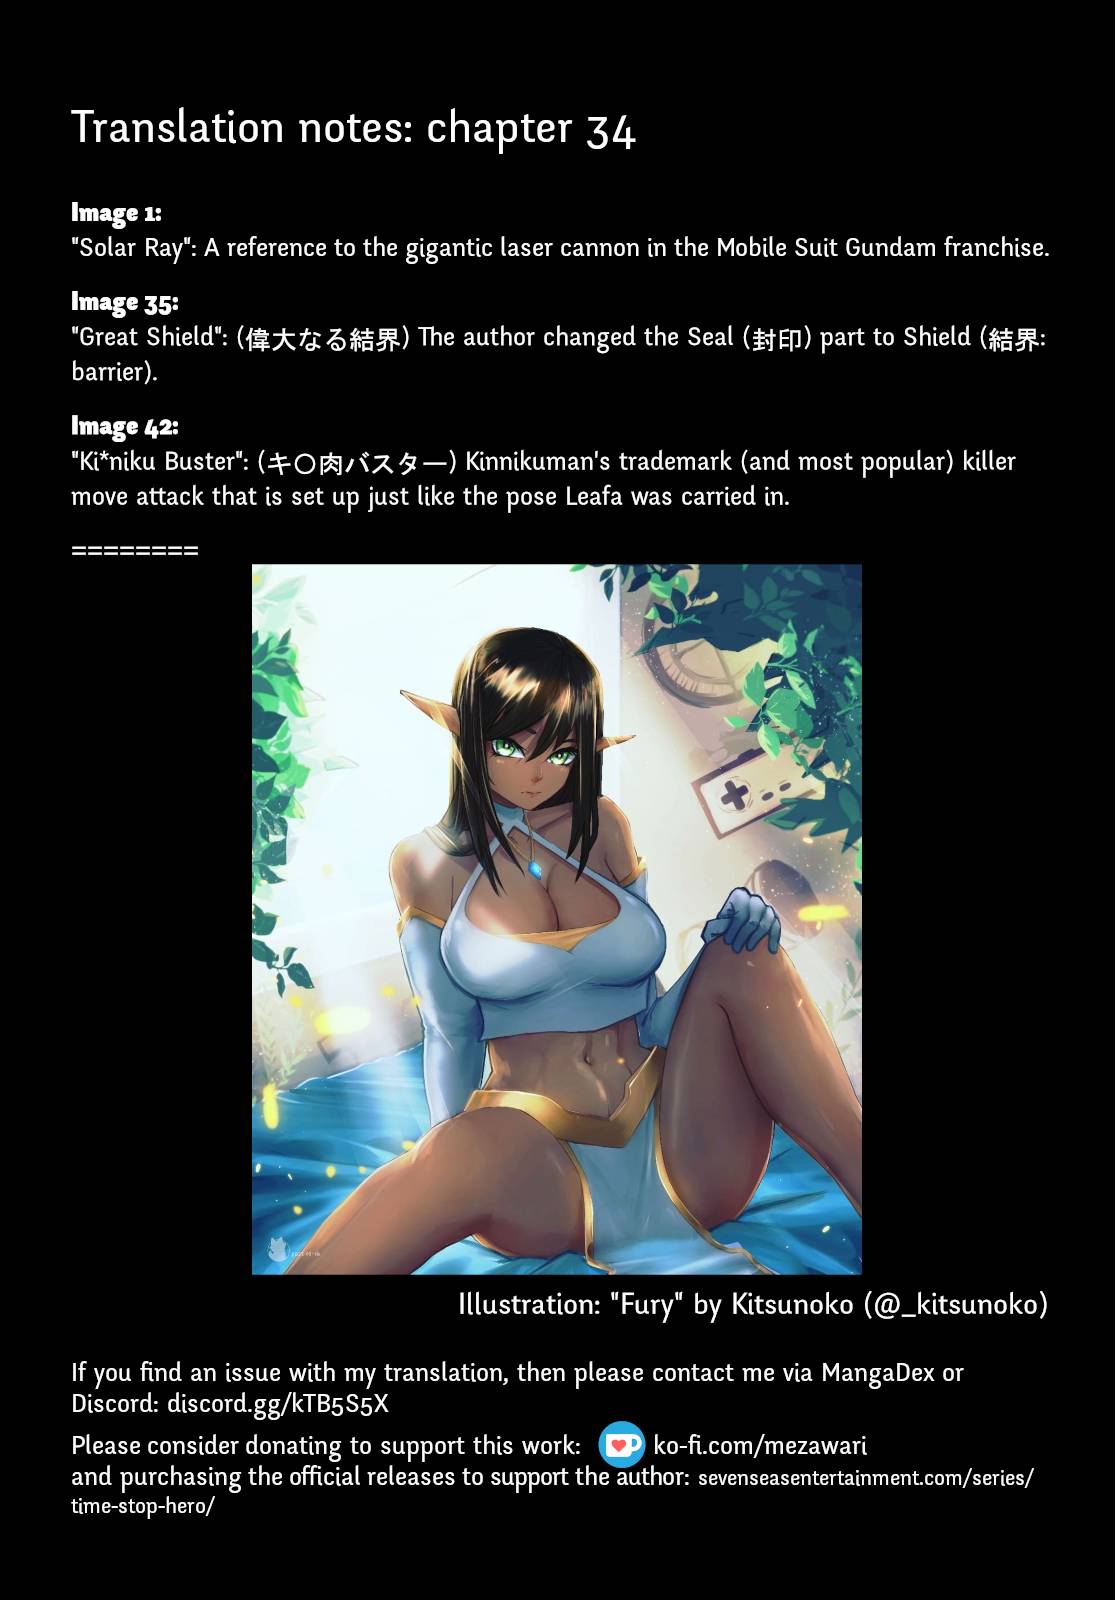 Translation notes: chapter 34
Image 1:
"Solar Ray": A reference to the gigantic laser cannon in the Mobile Suit Gundam franchise.
Image 35:
"Great Shield": (偉大なる結界) The author changed the Seal (封印) part to Shield (結界:
barrier).
Image 42:
"Ki*niku Buster": (キ〇肉バスター) Kinnikuman's trademark (and most popular) killer
move attack that is set up just like the pose Leafa was carried in.
========
Illustration: "Fury" by Kitsunoko (@_kitsunoko)
If you find an issue with my translation, then please contact me via MangaDex or
Discord: discord.gg/kTB5S5X
Please consider donating to support this work: ko-fi.com/mezawari
and purchasing the official releases to support the author: sevenseasentertainment.com/series/
time-stop-hero/